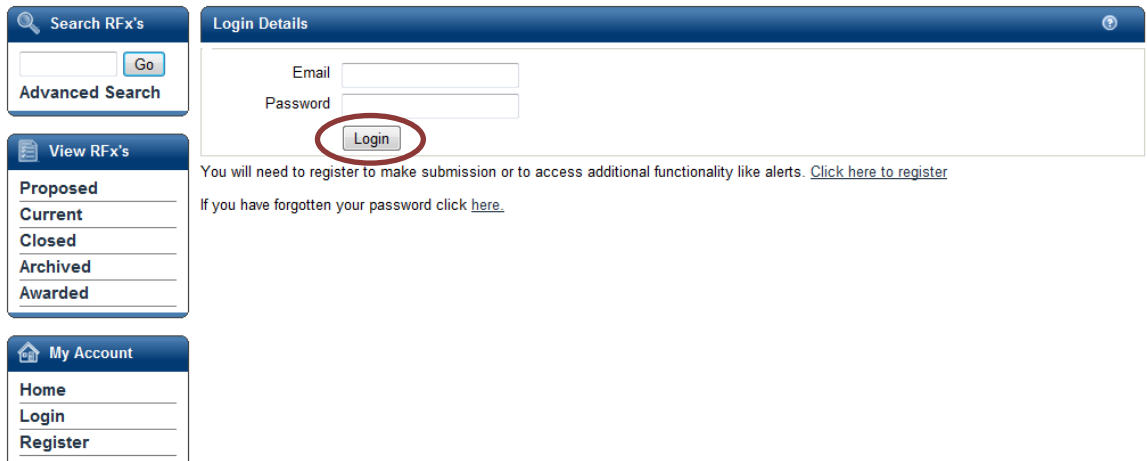 Search RFx's
Go
Advanced Search
View RFx's
Proposed
Current
Closed
Archived
Awarded
My Account
Home
Login
Register
Login Details
?
Email
Password
Login
You will need to register to make submission or to access additional functionality like alerts. Click here to register
If you have forgotten your password click here.